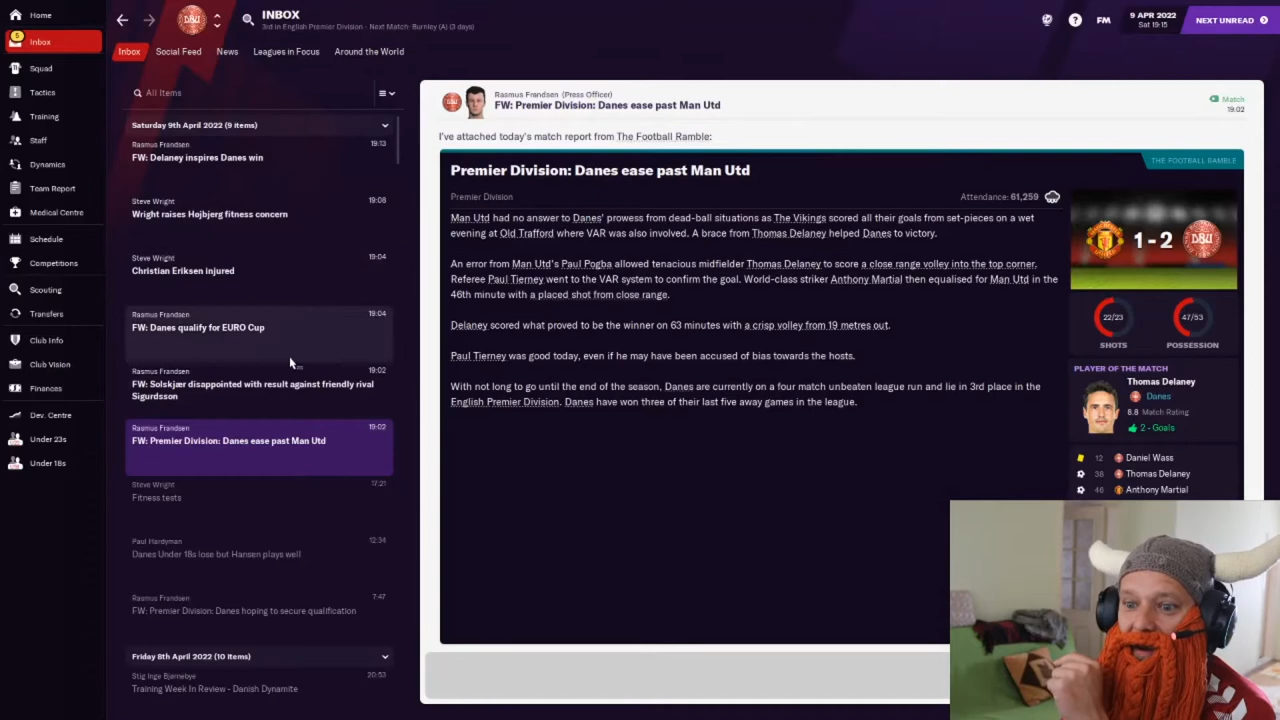 Home
5
Inbox
Squad
Tactics
Training
Staff
Dynamics
Team Report
Medical Centre
Schedule
Competitions
Scouting
Transfers
Club Info
Club Vision
Finances
Dev. Centre
Under 23s
Under 18s
DBU
INBOX
3rd in English Premier Division - Next Match: Burnley (A) (3 days)
FM
9 APR 2022
Sat 19:15
NEXT UNREAD
Inbox
Social Feed
News
Leagues in Focus
Around the World
All Items
Saturday 9th April 2022 (9 items)
Rasmus Frandsen 19:13
FW: Delaney inspires Danes win
Steve Wright 19:06
Wright raises Højbjerg fitness concern
Steve Wright 19:04
Christian Eriksen injured
Rasmus Frandsen 19:04
FW: Danes qualify for EURO Cup
Rasmus Frandsen 19:02
FW: Solskjær disappointed with result against friendly rival
Sigurdsson
Rasmus Frandsen 19:02
FW: Premier Division: Danes ease past Man Utd
Steve Wright 17:21
Fitness tests
Paul Hardyman 12:34
Danes Under 18s lose but Hansen plays well
Rasmus Frandsen 7:47
FW: Premier Division: Danes hoping to secure qualification
Friday 8th April 2022 (10 items)
Stig Inge Bjørnebye 20:53
Training Week In Review - Danish Dynamite
DBU
Rasmus Frandsen (Press Officer)
FW: Premier Division: Danes ease past Man Utd
Match
19:02
I've attached today's match report from The Football Ramble:
THE FOOTBALL RAMBLE
Premier Division: Danes ease past Man Utd
Premier Division
Attendance: 61,259
Man Utd had no answer to Danes' prowess from dead-ball situations as The Vikings scored all their goals from set-pieces on a wet
evening at Old Trafford where VAR was also involved. A brace from Thomas Delaney helped Danes to victory.
An error from Man Utd's Paul Pogba allowed tenacious midfielder Thomas Delaney to score a close range volley into the top corner.
Referee Paul Tierney went to the VAR system to confirm the goal. World-class striker Anthony Martial then equalised for Man Utd in the
46th minute with a placed shot from close range.
Delaney scored what proved to be the winner on 63 minutes with a crisp volley from 19 metres out.
Paul Tierney was good today, even if he may have been accused of bias towards the hosts.
With not long to go until the end of the season, Danes are currently on a four match unbeaten league run and lie in 3rd place in the
English Premier Division. Danes have won three of their last five away games in the league.
1-2
DBU
22/23
47/53
SHOTS
POSSESSION
PLAYER OF THE MATCH
Thomas Delaney
Danes
8.8 Match Rating
2 - Goals
12 Daniel Wass
38 Thomas Delaney
46 Anthony Martial